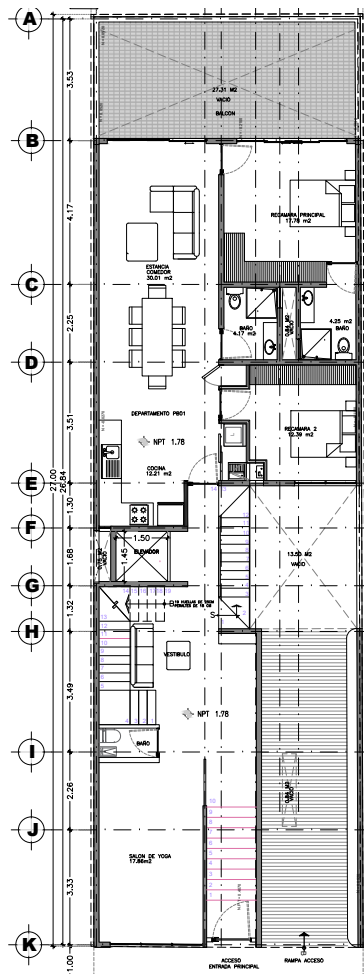 A
3.53
27.31 M2
VACIO
BALCON
B
4.17
RECAMARA PRINCIPAL
17.78 m2
ESTANCIA
COMEDOR
30.01 m2
C
2.25
BAÑO
4.17 m2
4.25 m2
BAÑO
D
3.51
DEPARTAMENTO PB01
NPT 1.78
RECAMARA 2
12.39 m2
COCINA
12.21 m2
E
27.00
26.84
1.30
F
1.50
1.45
ELEVADOR
1.68
13.50 M2
VACIO
G
1.32
S
H
VESTIBULO
3.49
NPT 1.78
BAÑO
I
2.26
J
SALON DE YOGA
17.86m2
3.33
K
1.00
ACCESO
ENTRADA PRINCIPAL
RAMPA ACCESO